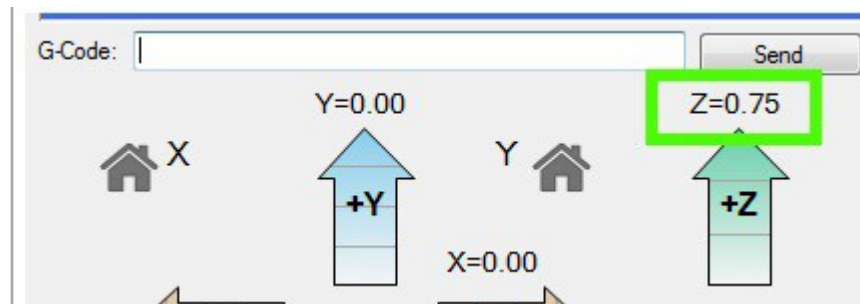 G-Code:
Send
Y=0.00
Z=0.75
X
Y
+Y
+Z
X=0.00